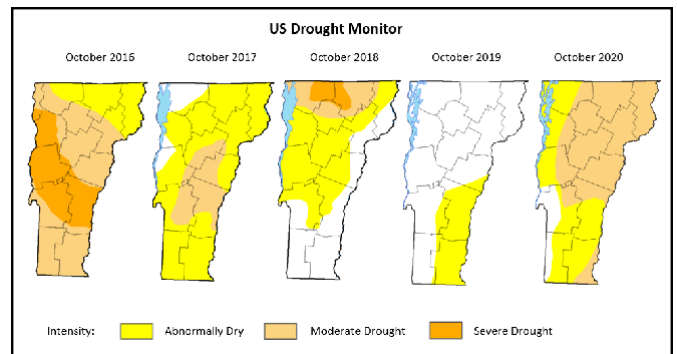 US Drought Monitor
October 2016
October 2017
October 2018
October 2019
October 2020
Intensity:
Abnormally Dry
Moderate Drought
Severe Drought